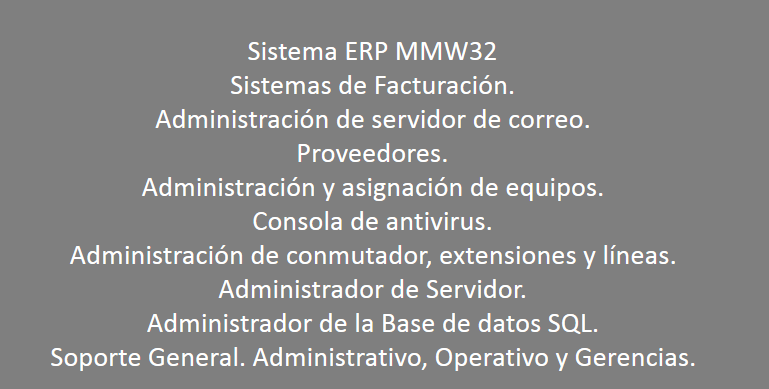 Sistema ERP MMW32
Sistemas de Facturación.
Administración de servidor de correo.
Proveedores.
Administración y asignación de equipos.
Consola de antivirus.
Administración de conmutador, extensiones y líneas.
Administrador de Servidor.
Administrador de la Base de datos SQL.
Soporte General. Administrativo, Operativo y Gerencias.